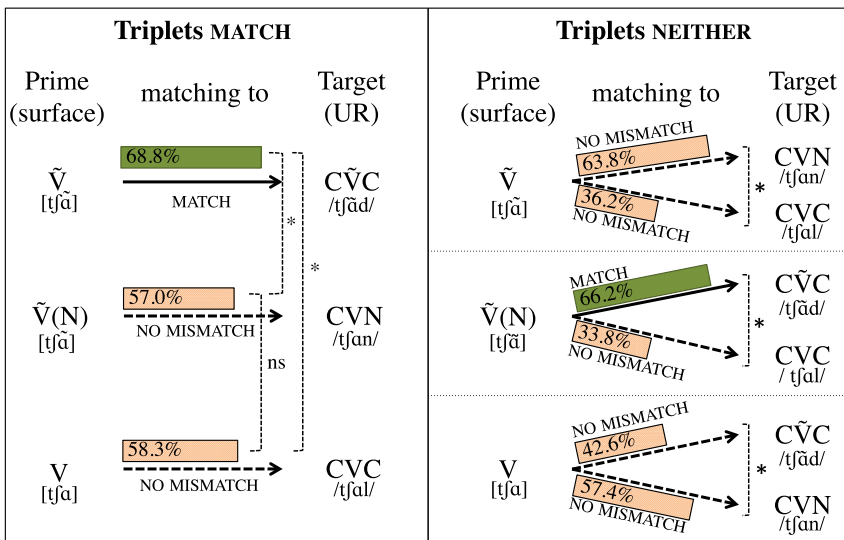 Triplets MATCH
Prime
(surface)
matching to
Target
(UR)
68.8%
Ṽ
[tʃɑ̃]
MATCH
CṼC
/tʃɑ̃d/
*
*
57.0%
Ṽ(N)
[tʃɑ̃]
NO MISMATCH
CVN
/tʃɑn/
ns
58.3%
V
[tʃɑ]
NO MISMATCH
CVC
/tʃɑl/
Triplets NEITHER
Prime
(surface)
matching to
Target
(UR)
NO MISMATCH
63.8%
CVN
/tʃɑn/
Ṽ
[tʃɑ̃]
*
36.2%
NO MISMATCH
CVC
/tʃɑl/
MATCH
66.2%
CṼC
/tʃɑ̃d/
Ṽ(N)
[tʃɑ̃]
*
33.8%
NO MISMATCH
CVC
/ tʃɑl/
NO MISMATCH
42.6%
CṼC
/tʃɑ̃d/
V
[tʃɑ]
*
57.4%
NO MISMATCH
CVN
/tʃɑn/